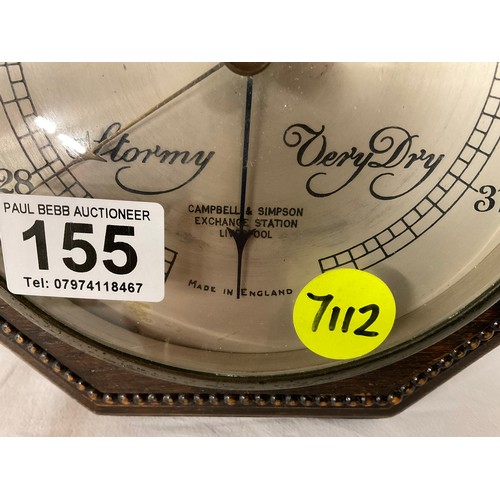 Stormy
Very Dry
28
31
CAMPBELL & SIMPSON
EXCHANGE STATION
LIVERPOOL
MADE IN ENGLAND
PAUL BEBB AUCTIONEER
155
Tel: 07974118467
7112